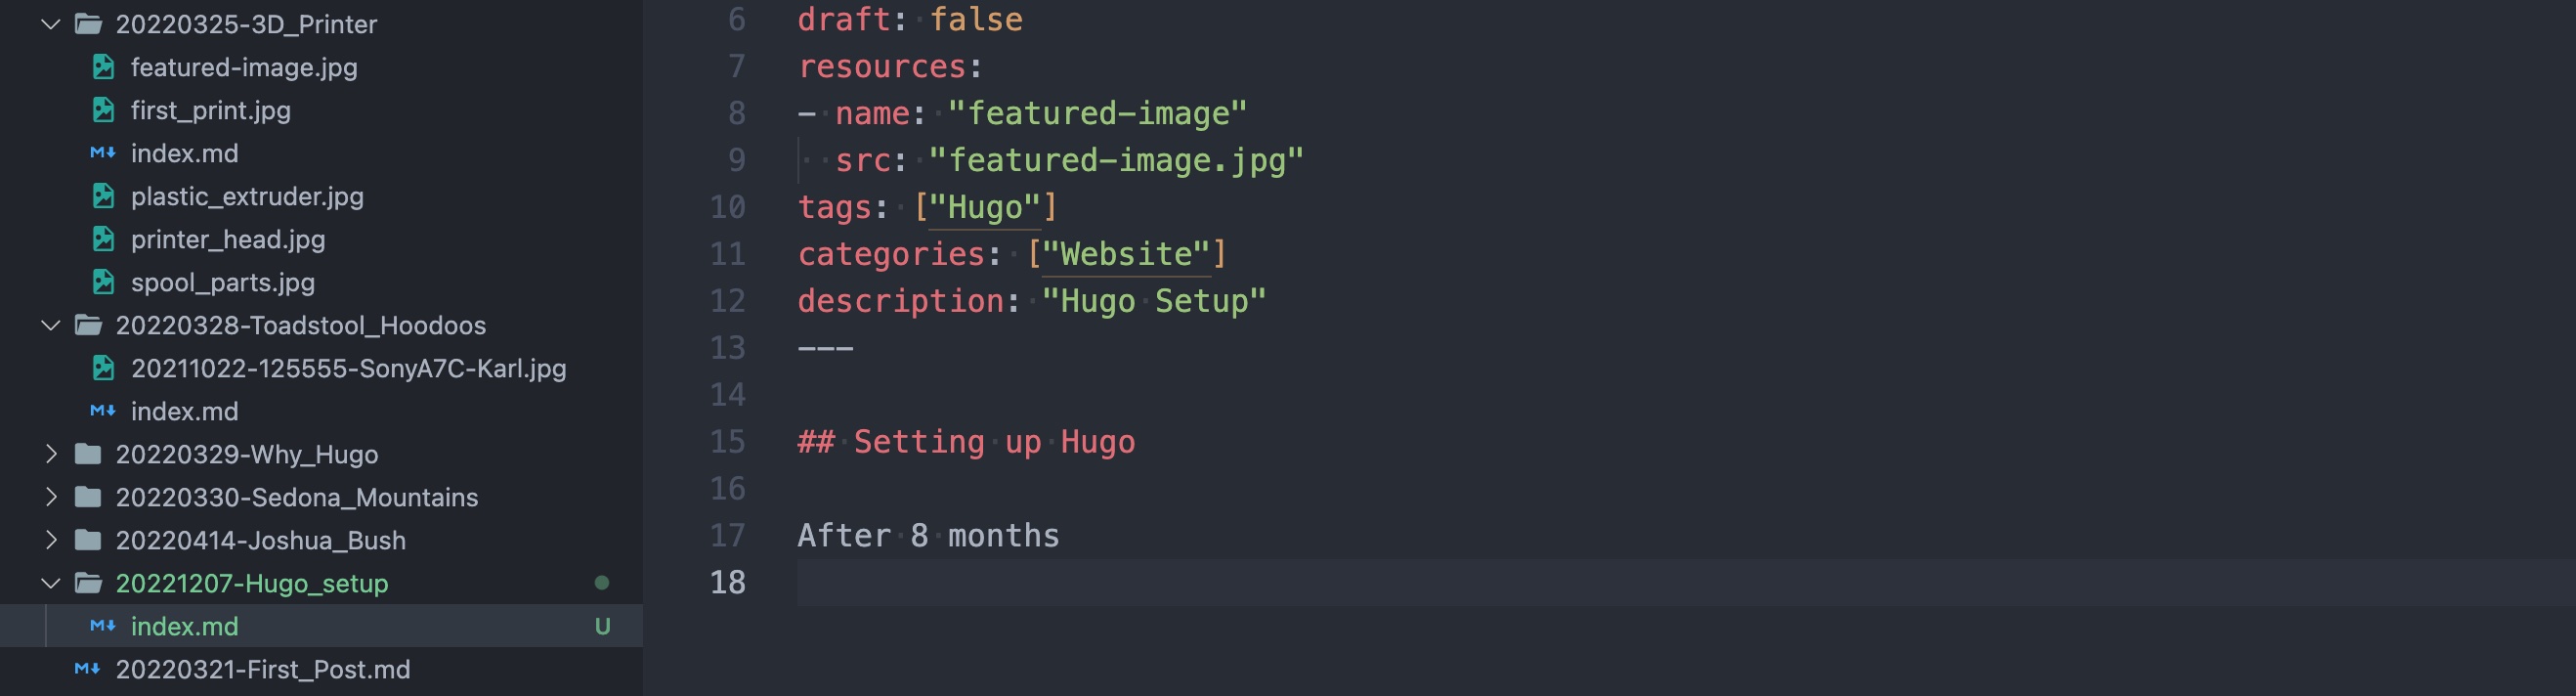 20220325-3D_Printer
featured-image.jpg
first_print.jpg
index.md
plastic_extruder.jpg
printer_head.jpg
spool_parts.jpg
20220328-Toadstool_Hoodoos
20211022-125555-SonyA7C-Karl.jpg
index.md
20220329-Why_Hugo
20220330-Sedona_Mountains
20220414-Joshua_Bush
20221207-Hugo_setup
index.md U
20220321-First_Post.md
6 draft: false
7 resources:
8 - name: "featured-image"
9   src: "featured-image.jpg"
10 tags: ["Hugo"]
11 categories: ["Website"]
12 description: "Hugo Setup"
13 ---
14
15 ## Setting up Hugo
16
17 After 8 months
18